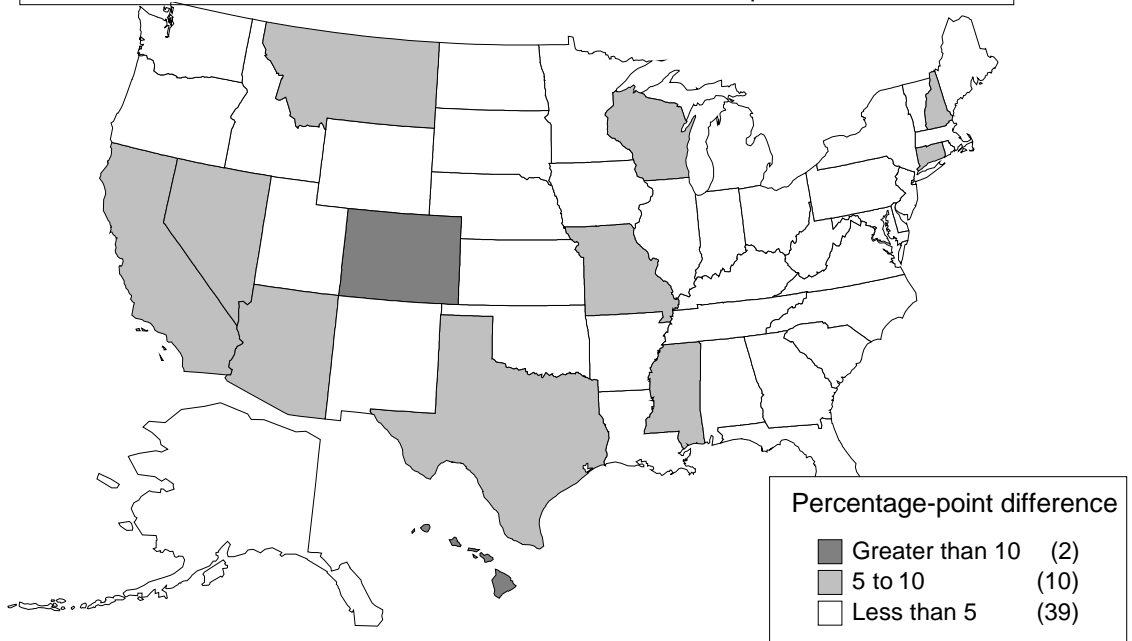 Percentage-point difference
Greater than 10 (2)
5 to 10 (10)
Less than 5 (39)